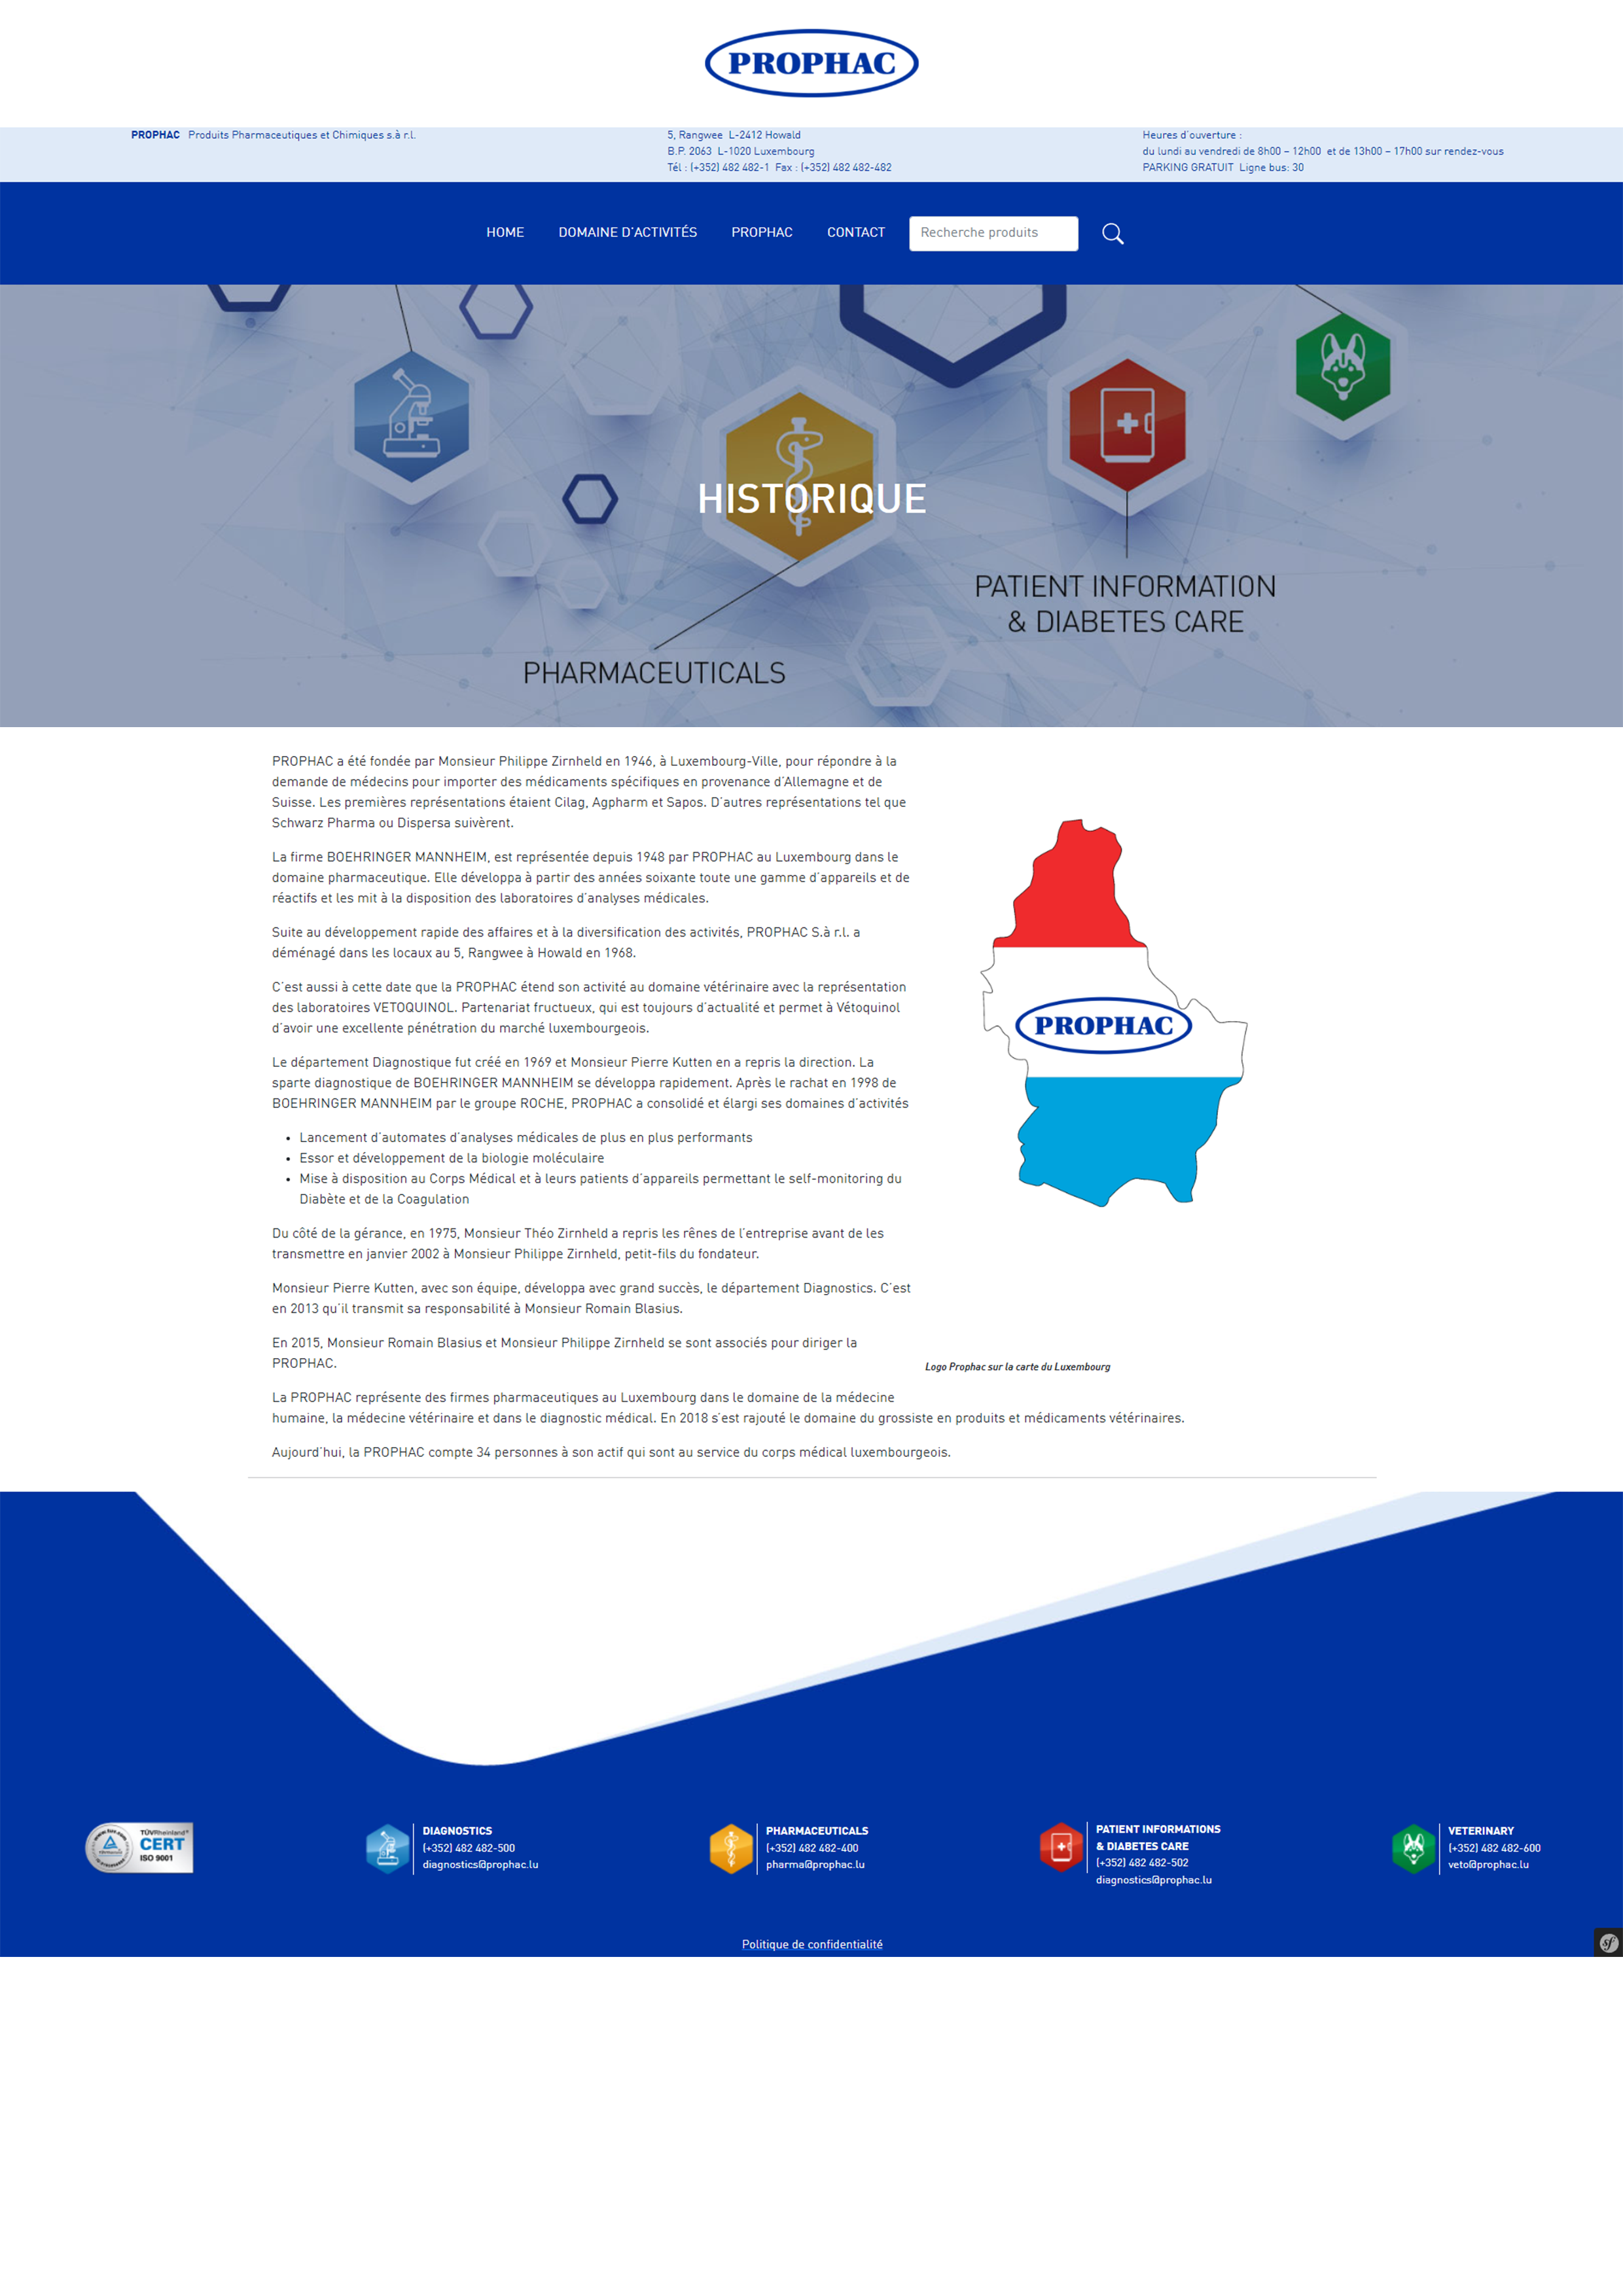 PROPHAC
PROPHAC Produits Pharmaceutiques et Chimiques s.à r.l.
5, Rangwee L-2412 Howald
B.P. 2063 L-1020 Luxembourg
Tél : (+352) 482 482-1 Fax : (+352) 482 482-482
Heures d'ouverture :
du lundi au vendredi de 8h00 – 12h00 et de 13h00 – 17h00 sur rendez-vous
PARKING GRATUIT Ligne bus: 30
HOME DOMAINE D'ACTIVITÉS PROPHAC CONTACT Recherche produits
HISTORIQUE
PATIENT INFORMATION
& DIABETES CARE
PHARMACEUTICALS
PROPHAC a été fondée par Monsieur Philippe Zirnheld en 1946, à Luxembourg-Ville, pour répondre à la
demande de médecins pour importer des médicaments spécifiques en provenance d'Allemagne et de
Suisse. Les premières représentations étaient Cilag, Agpharm et Sapos. D'autres représentations tel que
Schwarz Pharma ou Dispersa suivèrent.
La firme BOEHRINGER MANNHEIM, est représentée depuis 1948 par PROPHAC au Luxembourg dans le
domaine pharmaceutique. Elle développa à partir des années soixante toute une gamme d'appareils et de
réactifs et les mit à la disposition des laboratoires d'analyses médicales.
Suite au développement rapide des affaires et à la diversification des activités, PROPHAC S.à r.l. a
déménagé dans les locaux au 5, Rangwee à Howald en 1968.
C'est aussi à cette date que la PROPHAC étend son activité au domaine vétérinaire avec la représentation
des laboratoires VETOQUINOL. Partenariat fructueux, qui est toujours d'actualité et permet à Vétoquinol
d'avoir une excellente pénétration du marché luxembourgeois.
Le département Diagnostique fut créé en 1969 et Monsieur Pierre Kutten en a repris la direction. La
sparte diagnostique de BOEHRINGER MANNHEIM se développa rapidement. Après le rachat en 1998 de
BOEHRINGER MANNHEIM par le groupe ROCHE, PROPHAC a consolidé et élargi ses domaines d'activités
• Lancement d'automates d'analyses médicales de plus en plus performants
• Essor et développement de la biologie moléculaire
• Mise à disposition au Corps Médical et à leurs patients d'appareils permettant le self-monitoring du
Diabète et de la Coagulation
Du côté de la gérance, en 1975, Monsieur Théo Zirnheld a repris les rênes de l'entreprise avant de les
transmettre en janvier 2002 à Monsieur Philippe Zirnheld, petit-fils du fondateur.
Monsieur Pierre Kutten, avec son équipe, développa avec grand succès, le département Diagnostics. C'est
en 2013 qu'il transmit sa responsabilité à Monsieur Romain Blasius.
En 2015, Monsieur Romain Blasius et Monsieur Philippe Zirnheld se sont associés pour diriger la
PROPHAC.
PROPHAC
Logo Prophac sur la carte du Luxembourg
La PROPHAC représente des firmes pharmaceutiques au Luxembourg dans le domaine de la médecine
humaine, la médecine vétérinaire et dans le diagnostic médical. En 2018 s'est rajouté le domaine du grossiste en produits et médicaments vétérinaires.
Aujourd'hui, la PROPHAC compte 34 personnes à son actif qui sont au service du corps médical luxembourgeois.
TÜVRheinland®
CERT
ISO 9001
DIAGNOSTICS
(+352) 482 482-500
diagnostics@prophac.lu
PHARMACEUTICALS
(+352) 482 482-400
pharma@prophac.lu
PATIENT INFORMATIONS
& DIABETES CARE
(+352) 482 482-502
diagnostics@prophac.lu
VETERINARY
(+352) 482 482-600
veto@prophac.lu
Politique de confidentialité
sf